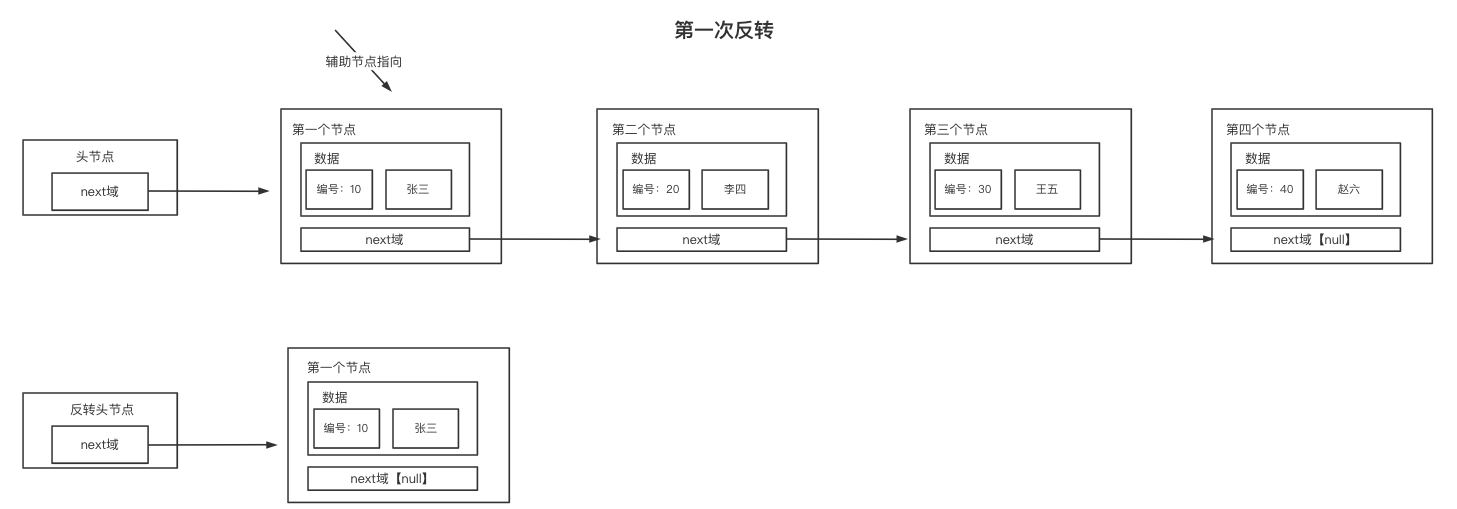 第一次反转
辅助节点指向
头节点
next域
第一个节点
数据
编号：10
张三
next域
第二个节点
数据
编号：20
李四
next域
第三个节点
数据
编号：30
王五
next域
第四个节点
数据
编号：40
赵六
next域【null】
反转头节点
next域
第一个节点
数据
编号：10
张三
next域【null】